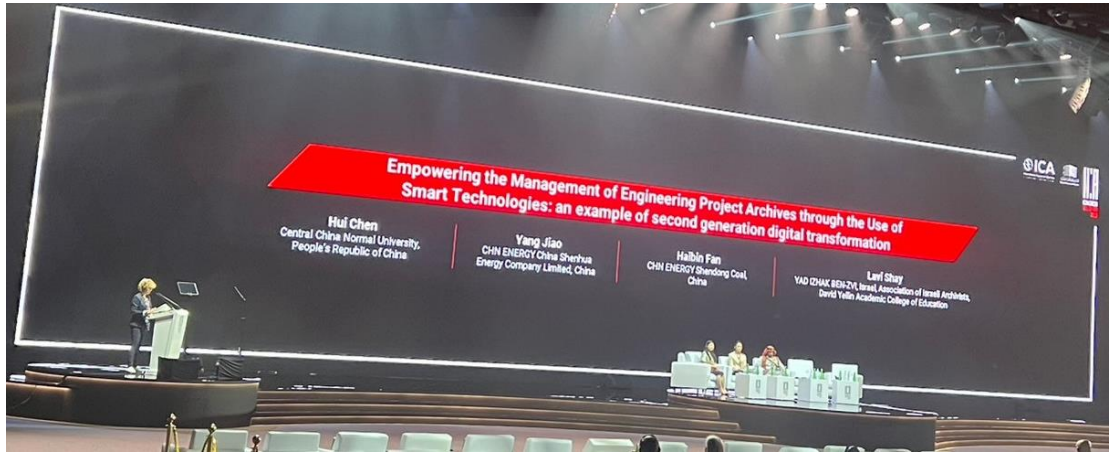 ICA
Empowering the Management of Engineering Project Archives through the Use of
Smart Technologies: an example of second generation digital transformation
Hui Chen
Central China Normal University,
People's Republic of China
Yang Jiao
CHN ENERGY China Shenhua
Energy Company Limited, China
Haibin Fan
CHN ENERGY Shendong Coal,
China
Lavi Shay
YAD IZHAK BEN-ZVI, Israel, Association of Israeli Archivists,
David Yellin Academic College of Education